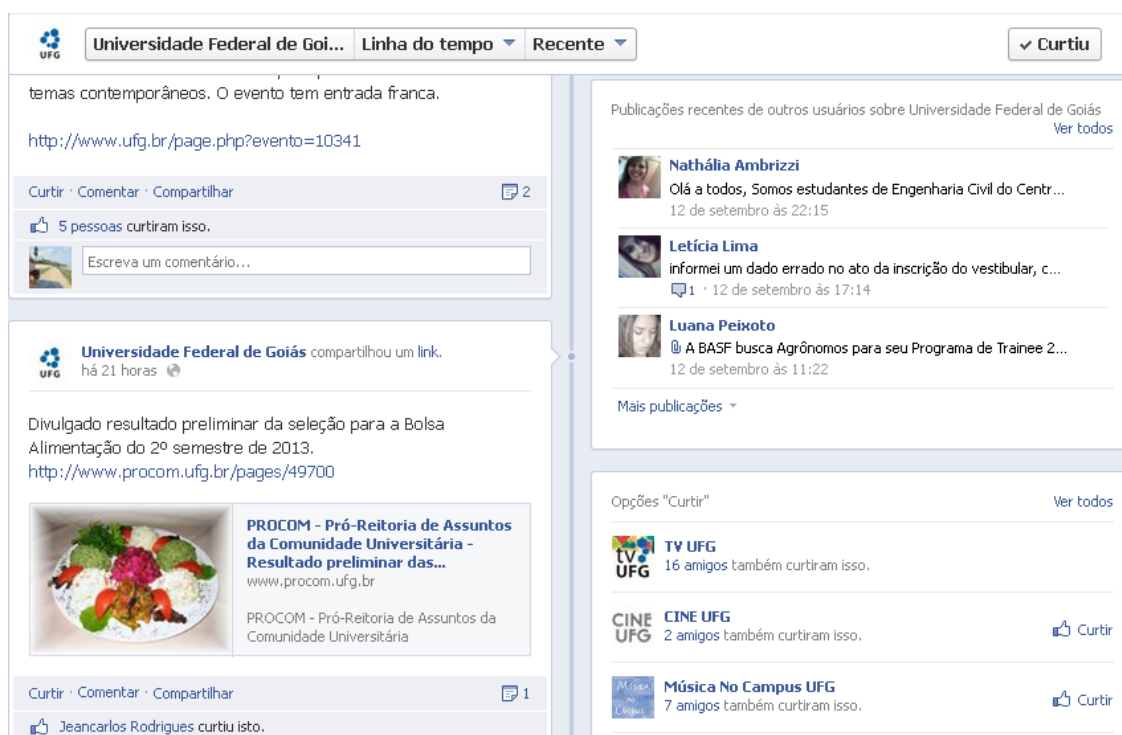 UFG
Universidade Federal de Goi...
Linha do tempo
Recente
Curtiu
temas contemporâneos. O evento tem entrada franca.
http://www.ufg.br/page.php?evento=10341
Curtir · Comentar · Compartilhar
2
5 pessoas curtiram isso.
Escreva um comentário...
UFG
Universidade Federal de Goiás compartilhou um link.
há 21 horas
Divulgado resultado preliminar da seleção para a Bolsa
Alimentação do 2º semestre de 2013.
http://www.procom.ufg.br/pages/49700
PROCOM - Pró-Reitoria de Assuntos
da Comunidade Universitária -
Resultado preliminar das...
www.procom.ufg.br
PROCOM - Pró-Reitoria de Assuntos da
Comunidade Universitária
Curtir · Comentar · Compartilhar
1
Jeancarlos Rodrigues curtiu isto.
Publicações recentes de outros usuários sobre Universidade Federal de Goiás
Ver todos
Nathália Ambrizzi
Olá a todos, Somos estudantes de Engenharia Civil do Centr...
12 de setembro às 22:15
Letícia Lima
informei um dado errado no ato da inscrição do vestibular, c...
1 · 12 de setembro às 17:14
Luana Peixoto
A BASF busca Agrônomos para seu Programa de Trainee 2...
12 de setembro às 11:22
Mais publicações
Opções "Curtir"
Ver todos
tv UFG
TV UFG
16 amigos também curtiram isso.
CINE UFG
CINE UFG
2 amigos também curtiram isso.
Curtir
Música no Campus
Música No Campus UFG
7 amigos também curtiram isso.
Curtir